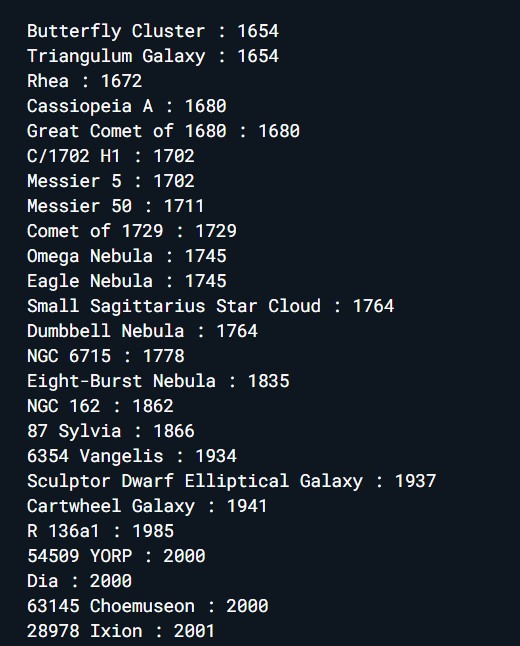 Butterfly Cluster : 1654
Triangulum Galaxy : 1654
Rhea : 1672
Cassiopeia A : 1680
Great Comet of 1680 : 1680
C/1702 H1 : 1702
Messier 5 : 1702
Messier 50 : 1711
Comet of 1729 : 1729
Omega Nebula : 1745
Eagle Nebula : 1745
Small Sagittarius Star Cloud : 1764
Dumbbell Nebula : 1764
NGC 6715 : 1778
Eight-Burst Nebula : 1835
NGC 162 : 1862
87 Sylvia : 1866
6354 Vangelis : 1934
Sculptor Dwarf Elliptical Galaxy : 1937
Cartwheel Galaxy : 1941
R 136a1 : 1985
54509 YORP : 2000
Dia : 2000
63145 Choemuseon : 2000
28978 Ixion : 2001